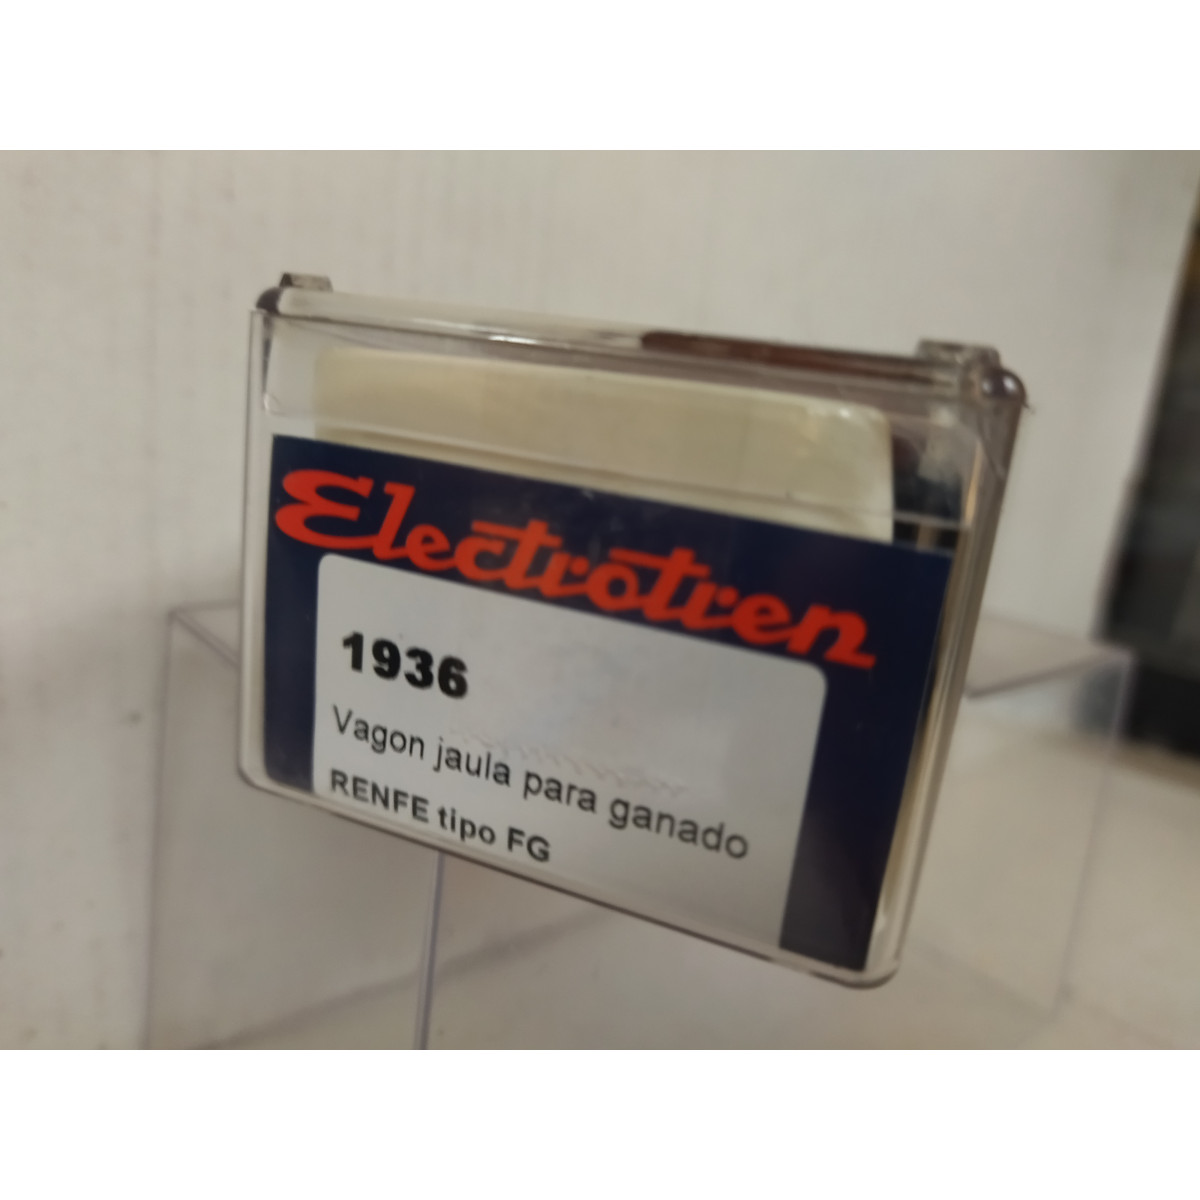 Electrotren
1936
Vagon jaula para ganado
RENFE tipo FG